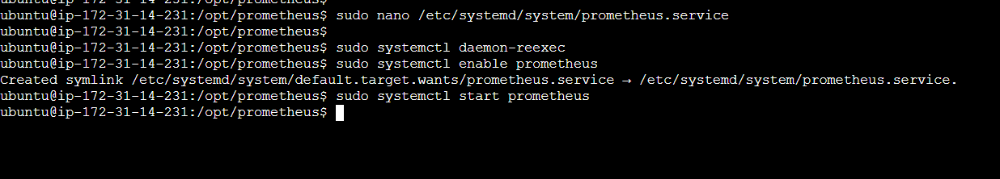 ubuntu@ip-172-31-14-231:/opt/prometheus$
ubuntu@ip-172-31-14-231:/opt/prometheus$ sudo nano /etc/systemd/system/prometheus.service
ubuntu@ip-172-31-14-231:/opt/prometheus$
ubuntu@ip-172-31-14-231:/opt/prometheus$ sudo systemctl daemon-reexec
ubuntu@ip-172-31-14-231:/opt/prometheus$ sudo systemctl enable prometheus
Created symlink /etc/systemd/system/default.target.wants/prometheus.service → /etc/systemd/system/prometheus.service.
ubuntu@ip-172-31-14-231:/opt/prometheus$ sudo systemctl start prometheus
ubuntu@ip-172-31-14-231:/opt/prometheus$